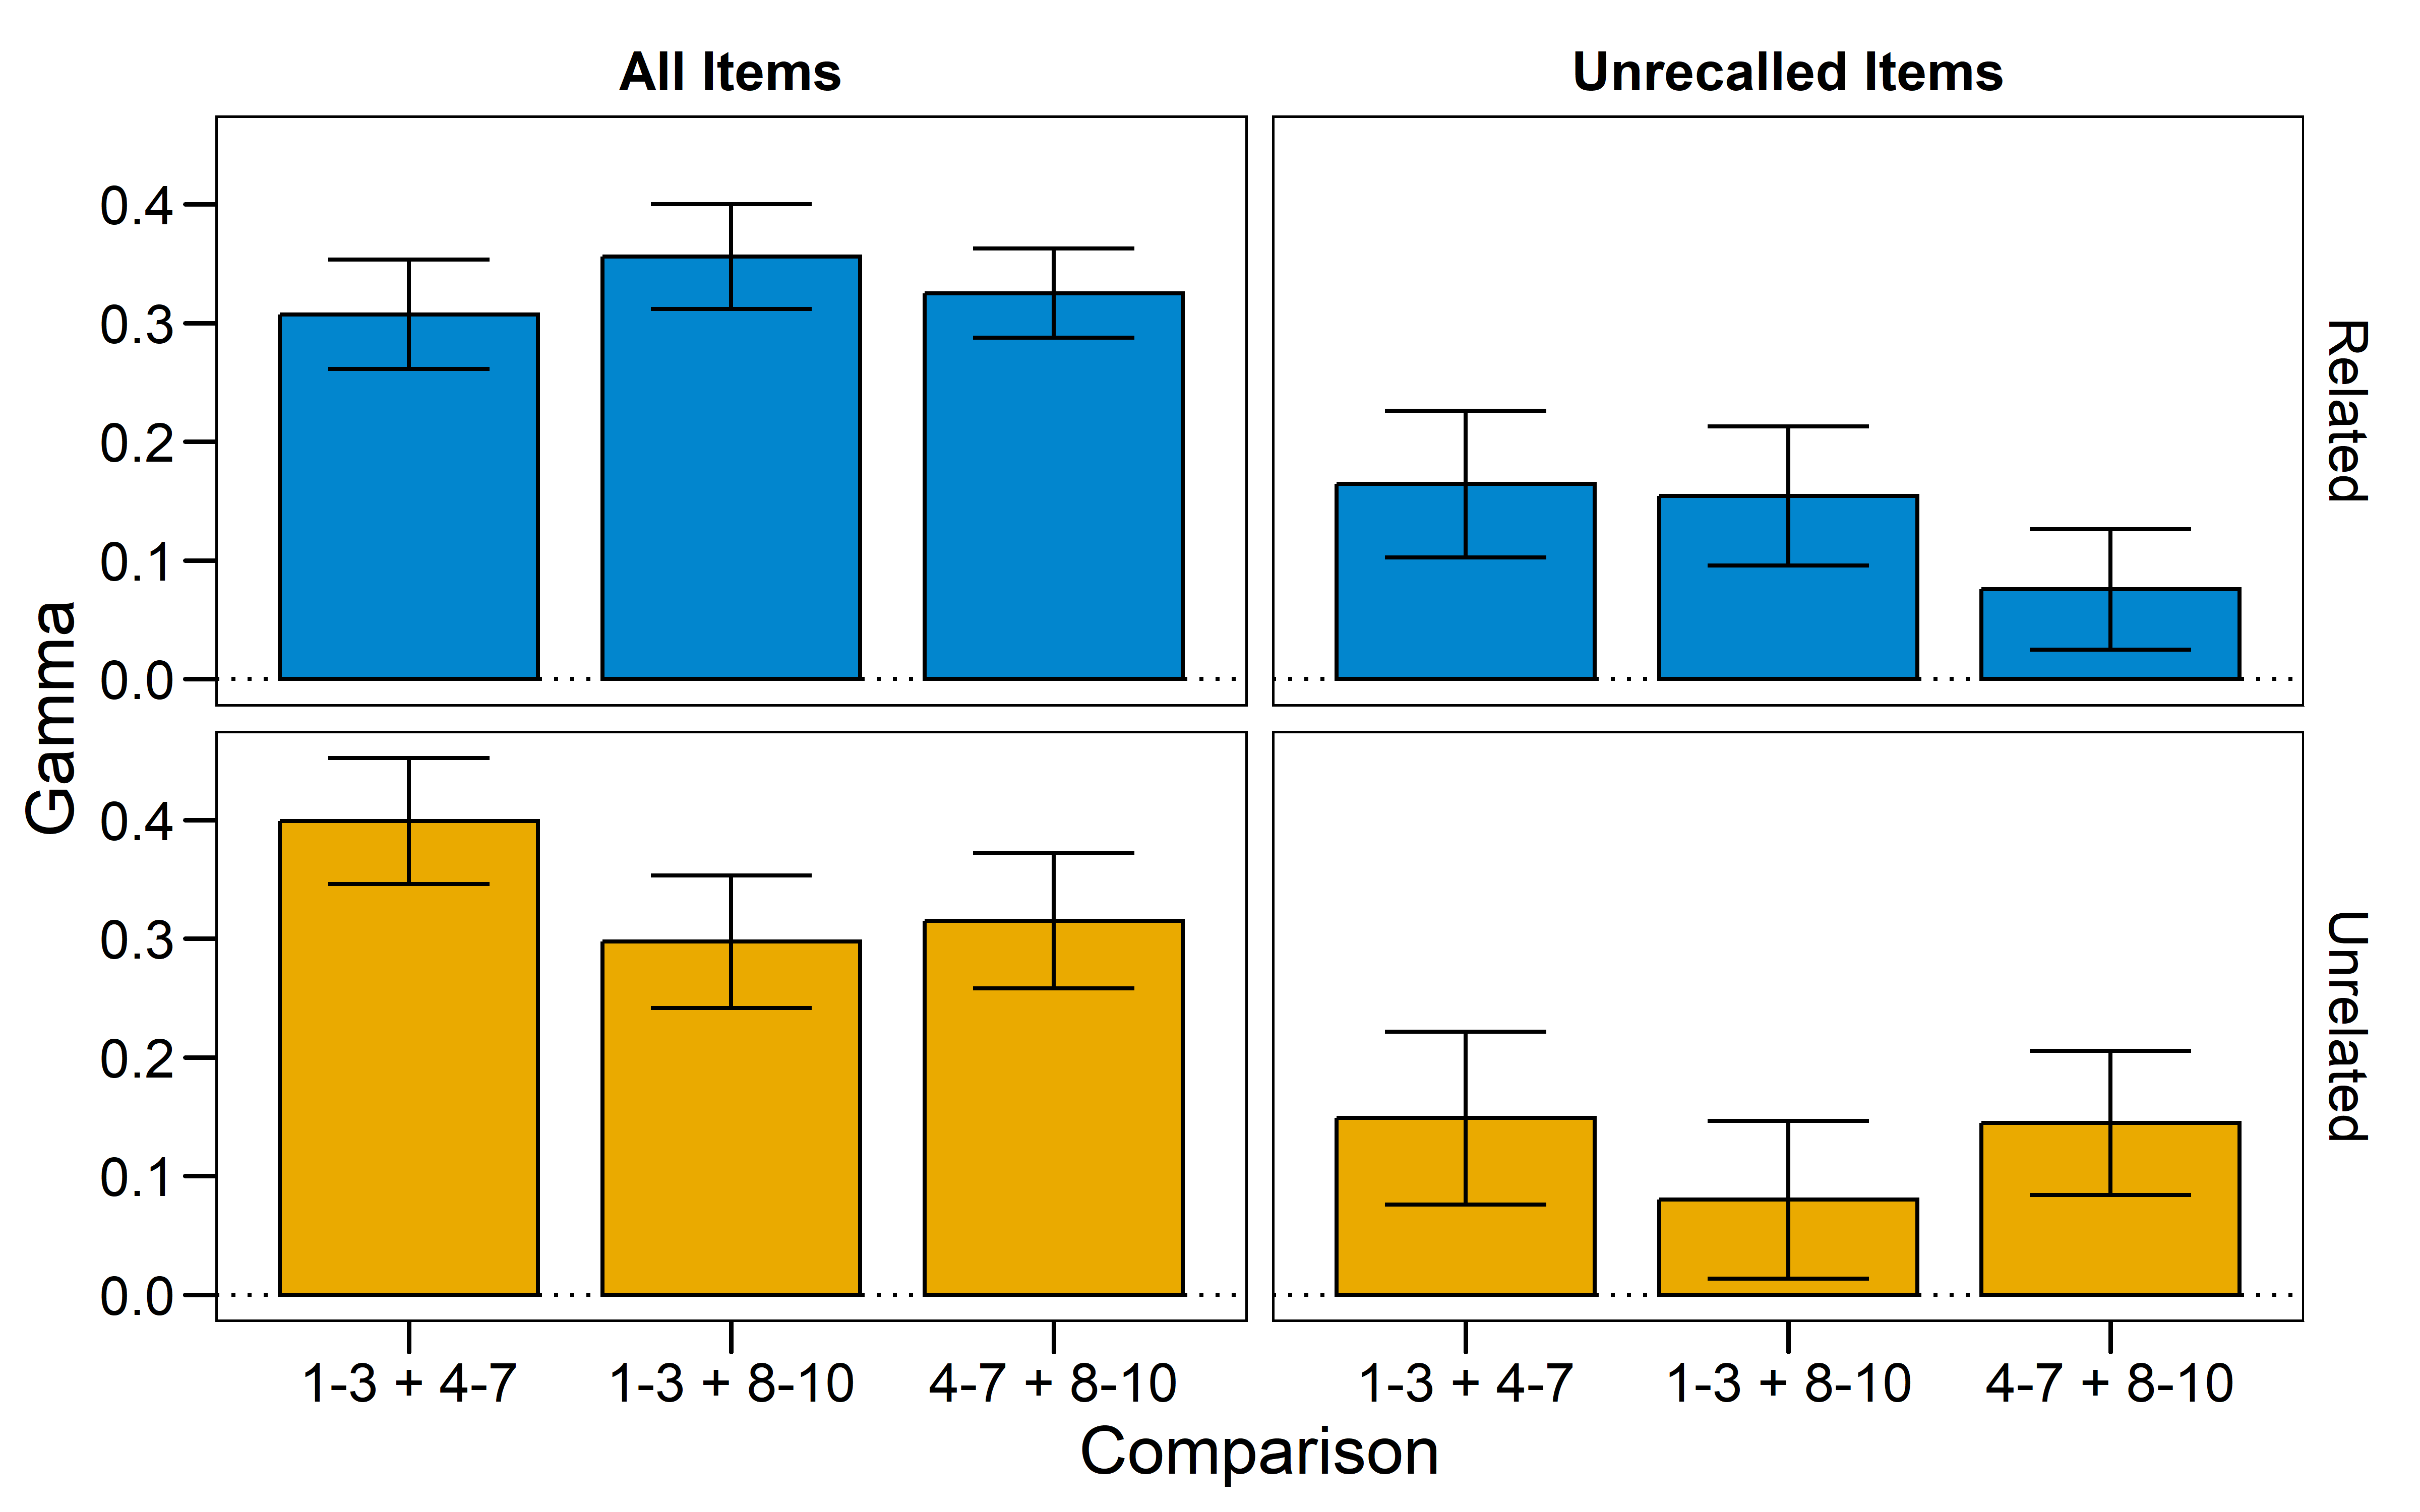 All Items
Unrecalled Items
Gamma
0.4
0.3
0.2
0.1
0.0
Related
0.4
0.3
0.2
0.1
0.0
Unrelated
1-3 + 4-7
1-3 + 8-10
4-7 + 8-10
1-3 + 4-7
1-3 + 8-10
4-7 + 8-10
Comparison